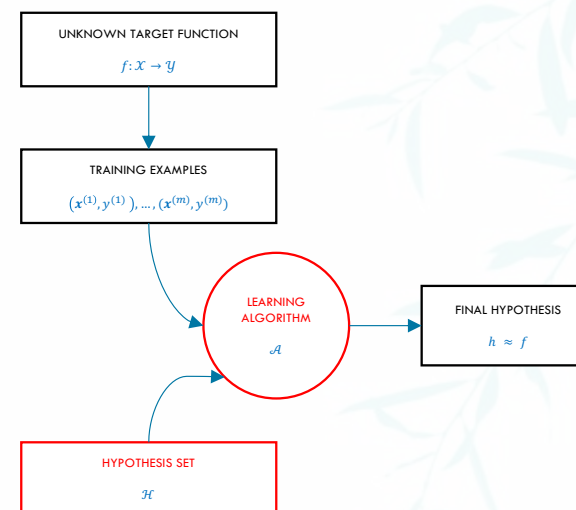 UNKNOWN TARGET FUNCTION
f: 𝒳 → 𝒴
TRAINING EXAMPLES
(𝒙⁽¹⁾, y⁽¹⁾ ), … , (𝒙⁽ᵐ⁾, y⁽ᵐ⁾)
LEARNING
ALGORITHM
𝒜
FINAL HYPOTHESIS
h ≈ f
HYPOTHESIS SET
ℋ